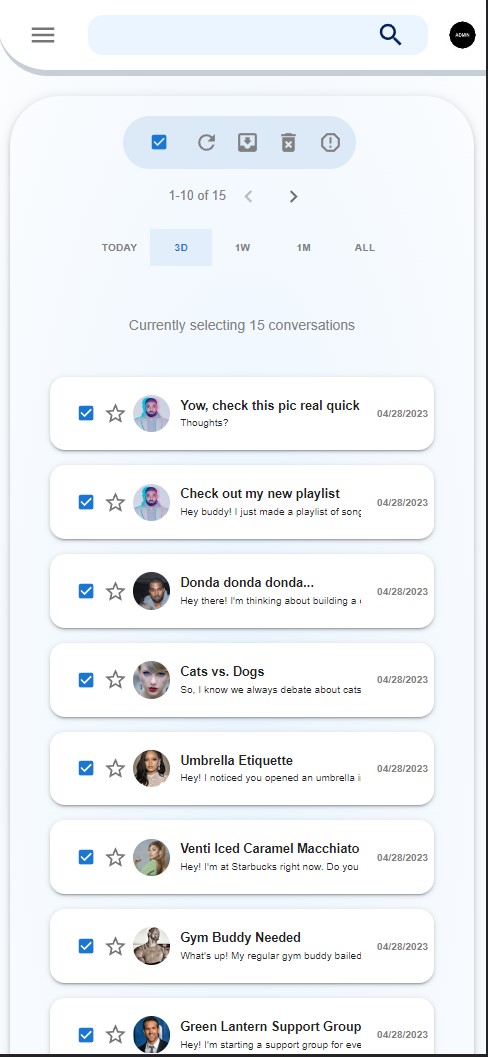 ADMIN
1-10 of 15
TODAY 3D 1W 1M ALL
Currently selecting 15 conversations
Yow, check this pic real quick
Thoughts?
04/28/2023
Check out my new playlist
Hey buddy! I just made a playlist of song
04/28/2023
Donda donda donda...
Hey there! I'm thinking about building a
04/28/2023
Cats vs. Dogs
So, I know we always debate about cats
04/28/2023
Umbrella Etiquette
Hey! I noticed you opened an umbrella i
04/28/2023
Venti Iced Caramel Macchiato
Hey! I'm at Starbucks right now. Do you
04/28/2023
Gym Buddy Needed
What's up! My regular gym buddy bailed
04/28/2023
Green Lantern Support Group
Hey! I'm starting a support group for eve
04/28/2023